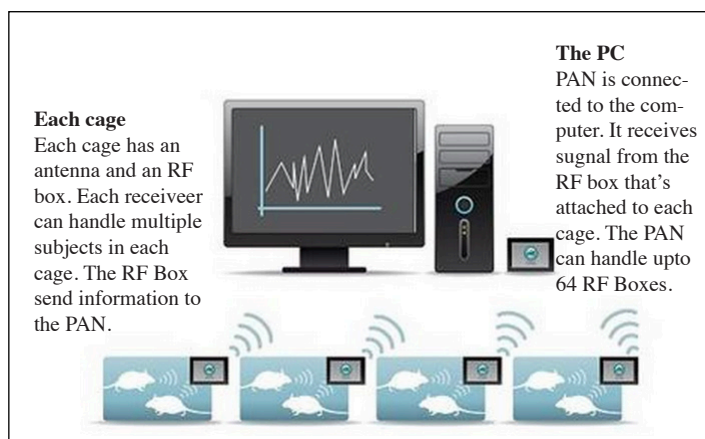 Each cage
Each cage has an
antenna and an RF
box. Each receiveer
can handle multiple
subjects in each
cage. The RF Box
send information to
the PAN.
The PC
PAN is connec-
ted to the com-
puter. It receives
sugnal from the
RF box that's
attached to each
cage. The PAN
can handle upto
64 RF Boxes.